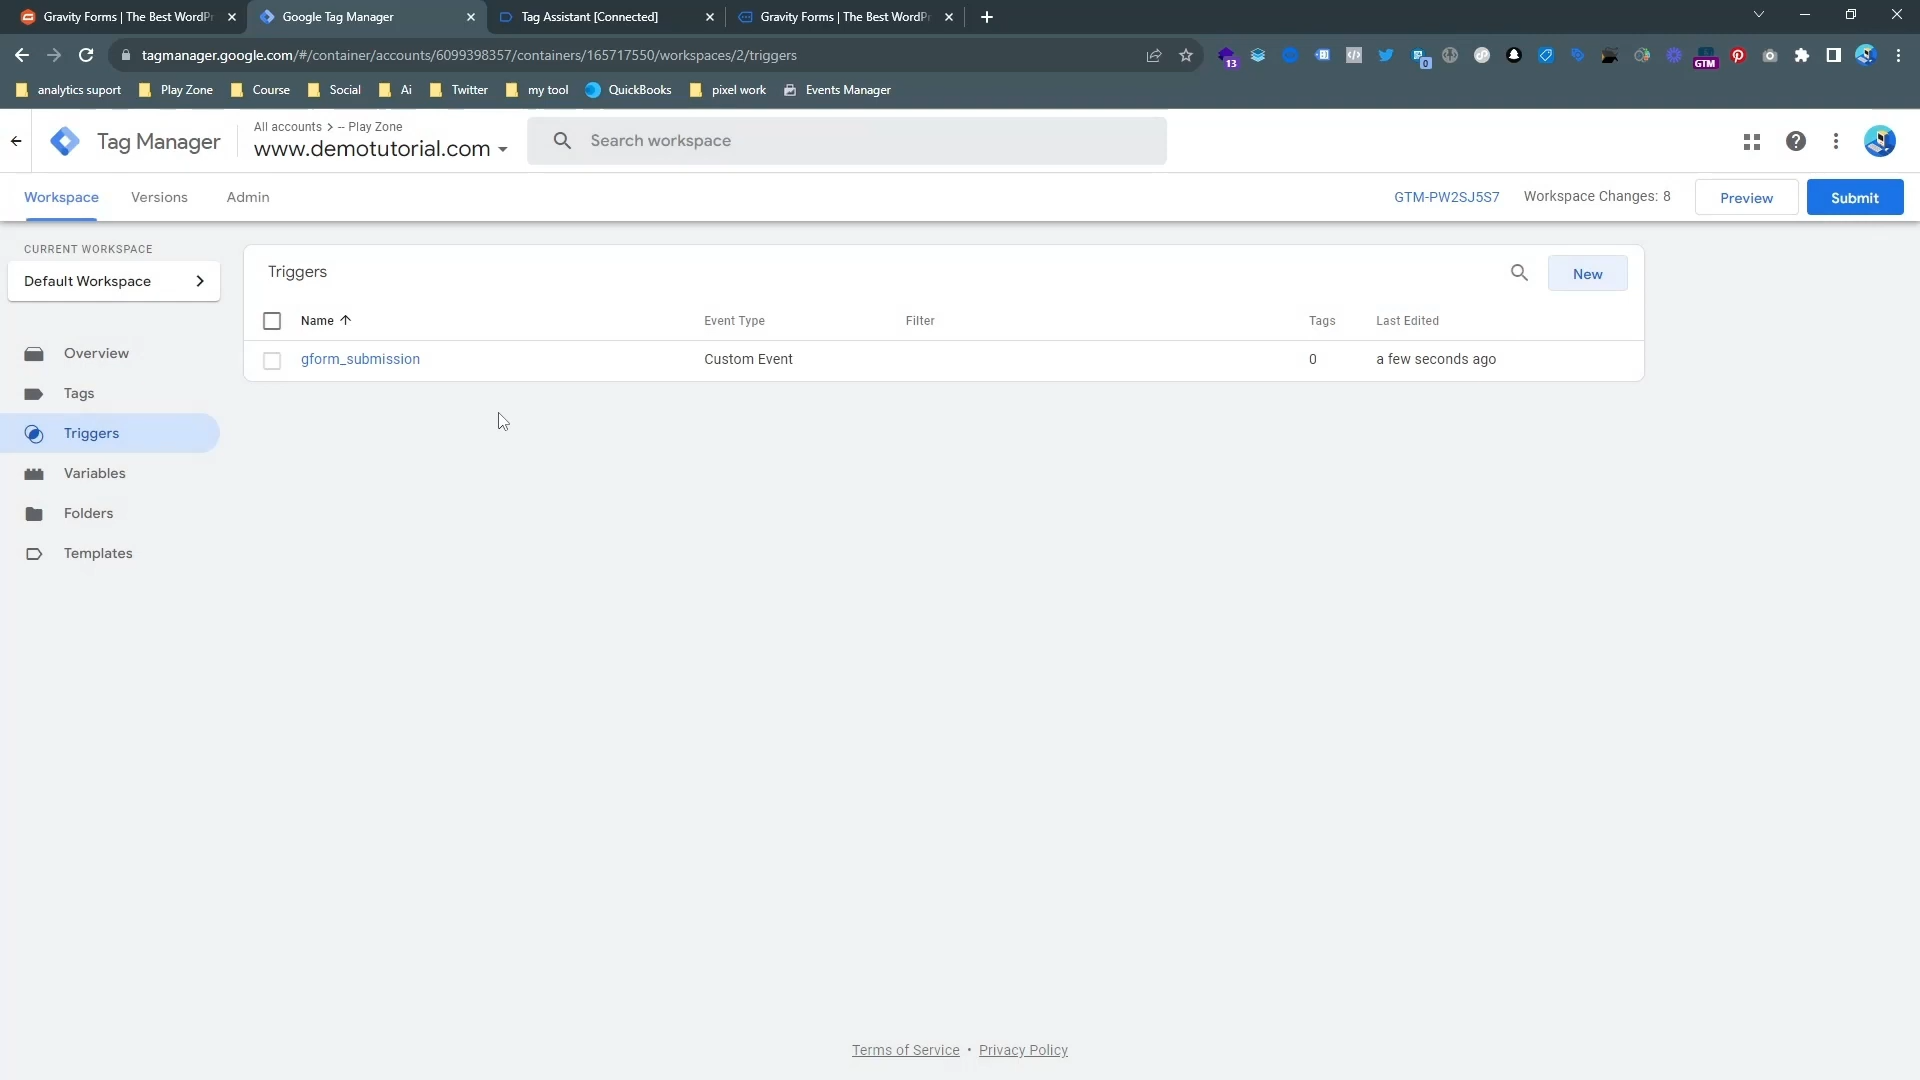 Gravity Forms | The Best WordPr
Google Tag Manager
Tag Assistant [Connected]
Gravity Forms | The Best WordPr
tagmanager.google.com/#/container/accounts/6099398357/containers/165717550/workspaces/2/triggers
13
0
GTM
analytics suport
Play Zone
Course
Social
Ai
Twitter
my tool
QuickBooks
pixel work
Events Manager
Tag Manager
All accounts > -- Play Zone
www.demotutorial.com
Search workspace
Workspace
Versions
Admin
GTM-PW2SJ5S7
Workspace Changes: 8
Preview
Submit
CURRENT WORKSPACE
Default Workspace
Overview
Tags
Triggers
Variables
Folders
Templates
Triggers
New
Name
Event Type
Filter
Tags
Last Edited
gform_submission
Custom Event
0
a few seconds ago
Terms of Service • Privacy Policy